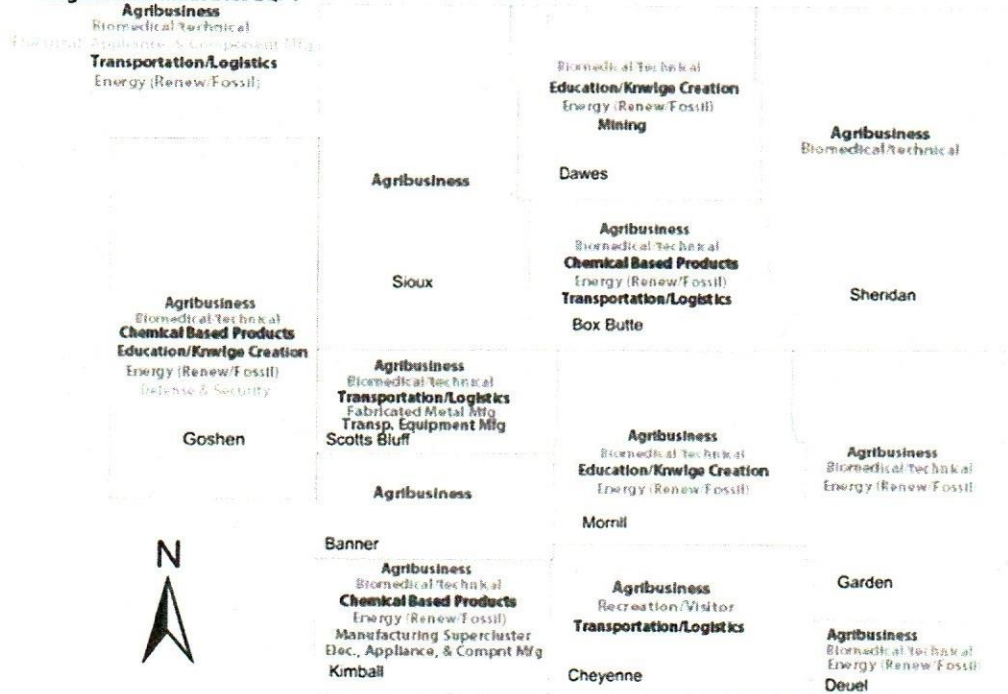 Agribusiness
Biomedical/technical
Electrical, Appliance, & Component Mfg
Transportation/Logistics
Energy (Renew/Fossil)
Biomedical/technical
Education/Knwlge Creation
Energy (Renew/Fossil)
Mining
Dawes
Agribusiness
Biomedical/technical
Sheridan
Agribusiness
Sioux
Agribusiness
Biomedical/technical
Chemical Based Products
Energy (Renew/Fossil)
Transportation/Logistics
Box Butte
Agribusiness
Biomedical/technical
Chemical Based Products
Education/Knwlge Creation
Energy (Renew/Fossil)
Defense & Security
Goshen
Agribusiness
Biomedical/technical
Transportation/Logistics
Fabricated Metal Mfg
Transp. Equipment Mfg
Scotts Bluff
Agribusiness
Biomedical/technical
Education/Knwlge Creation
Energy (Renew/Fossil)
Morrill
Agribusiness
Biomedical/technical
Energy (Renew/Fossil)
Garden
Agribusiness
Banner
N
Agribusiness
Biomedical/technical
Chemical Based Products
Energy (Renew/Fossil)
Manufacturing Supercluster
Elec., Appliance, & Compnt Mfg
Kimball
Agribusiness
Recreation/Visitor
Transportation/Logistics
Cheyenne
Agribusiness
Biomedical/technical
Energy (Renew/Fossil)
Deuel